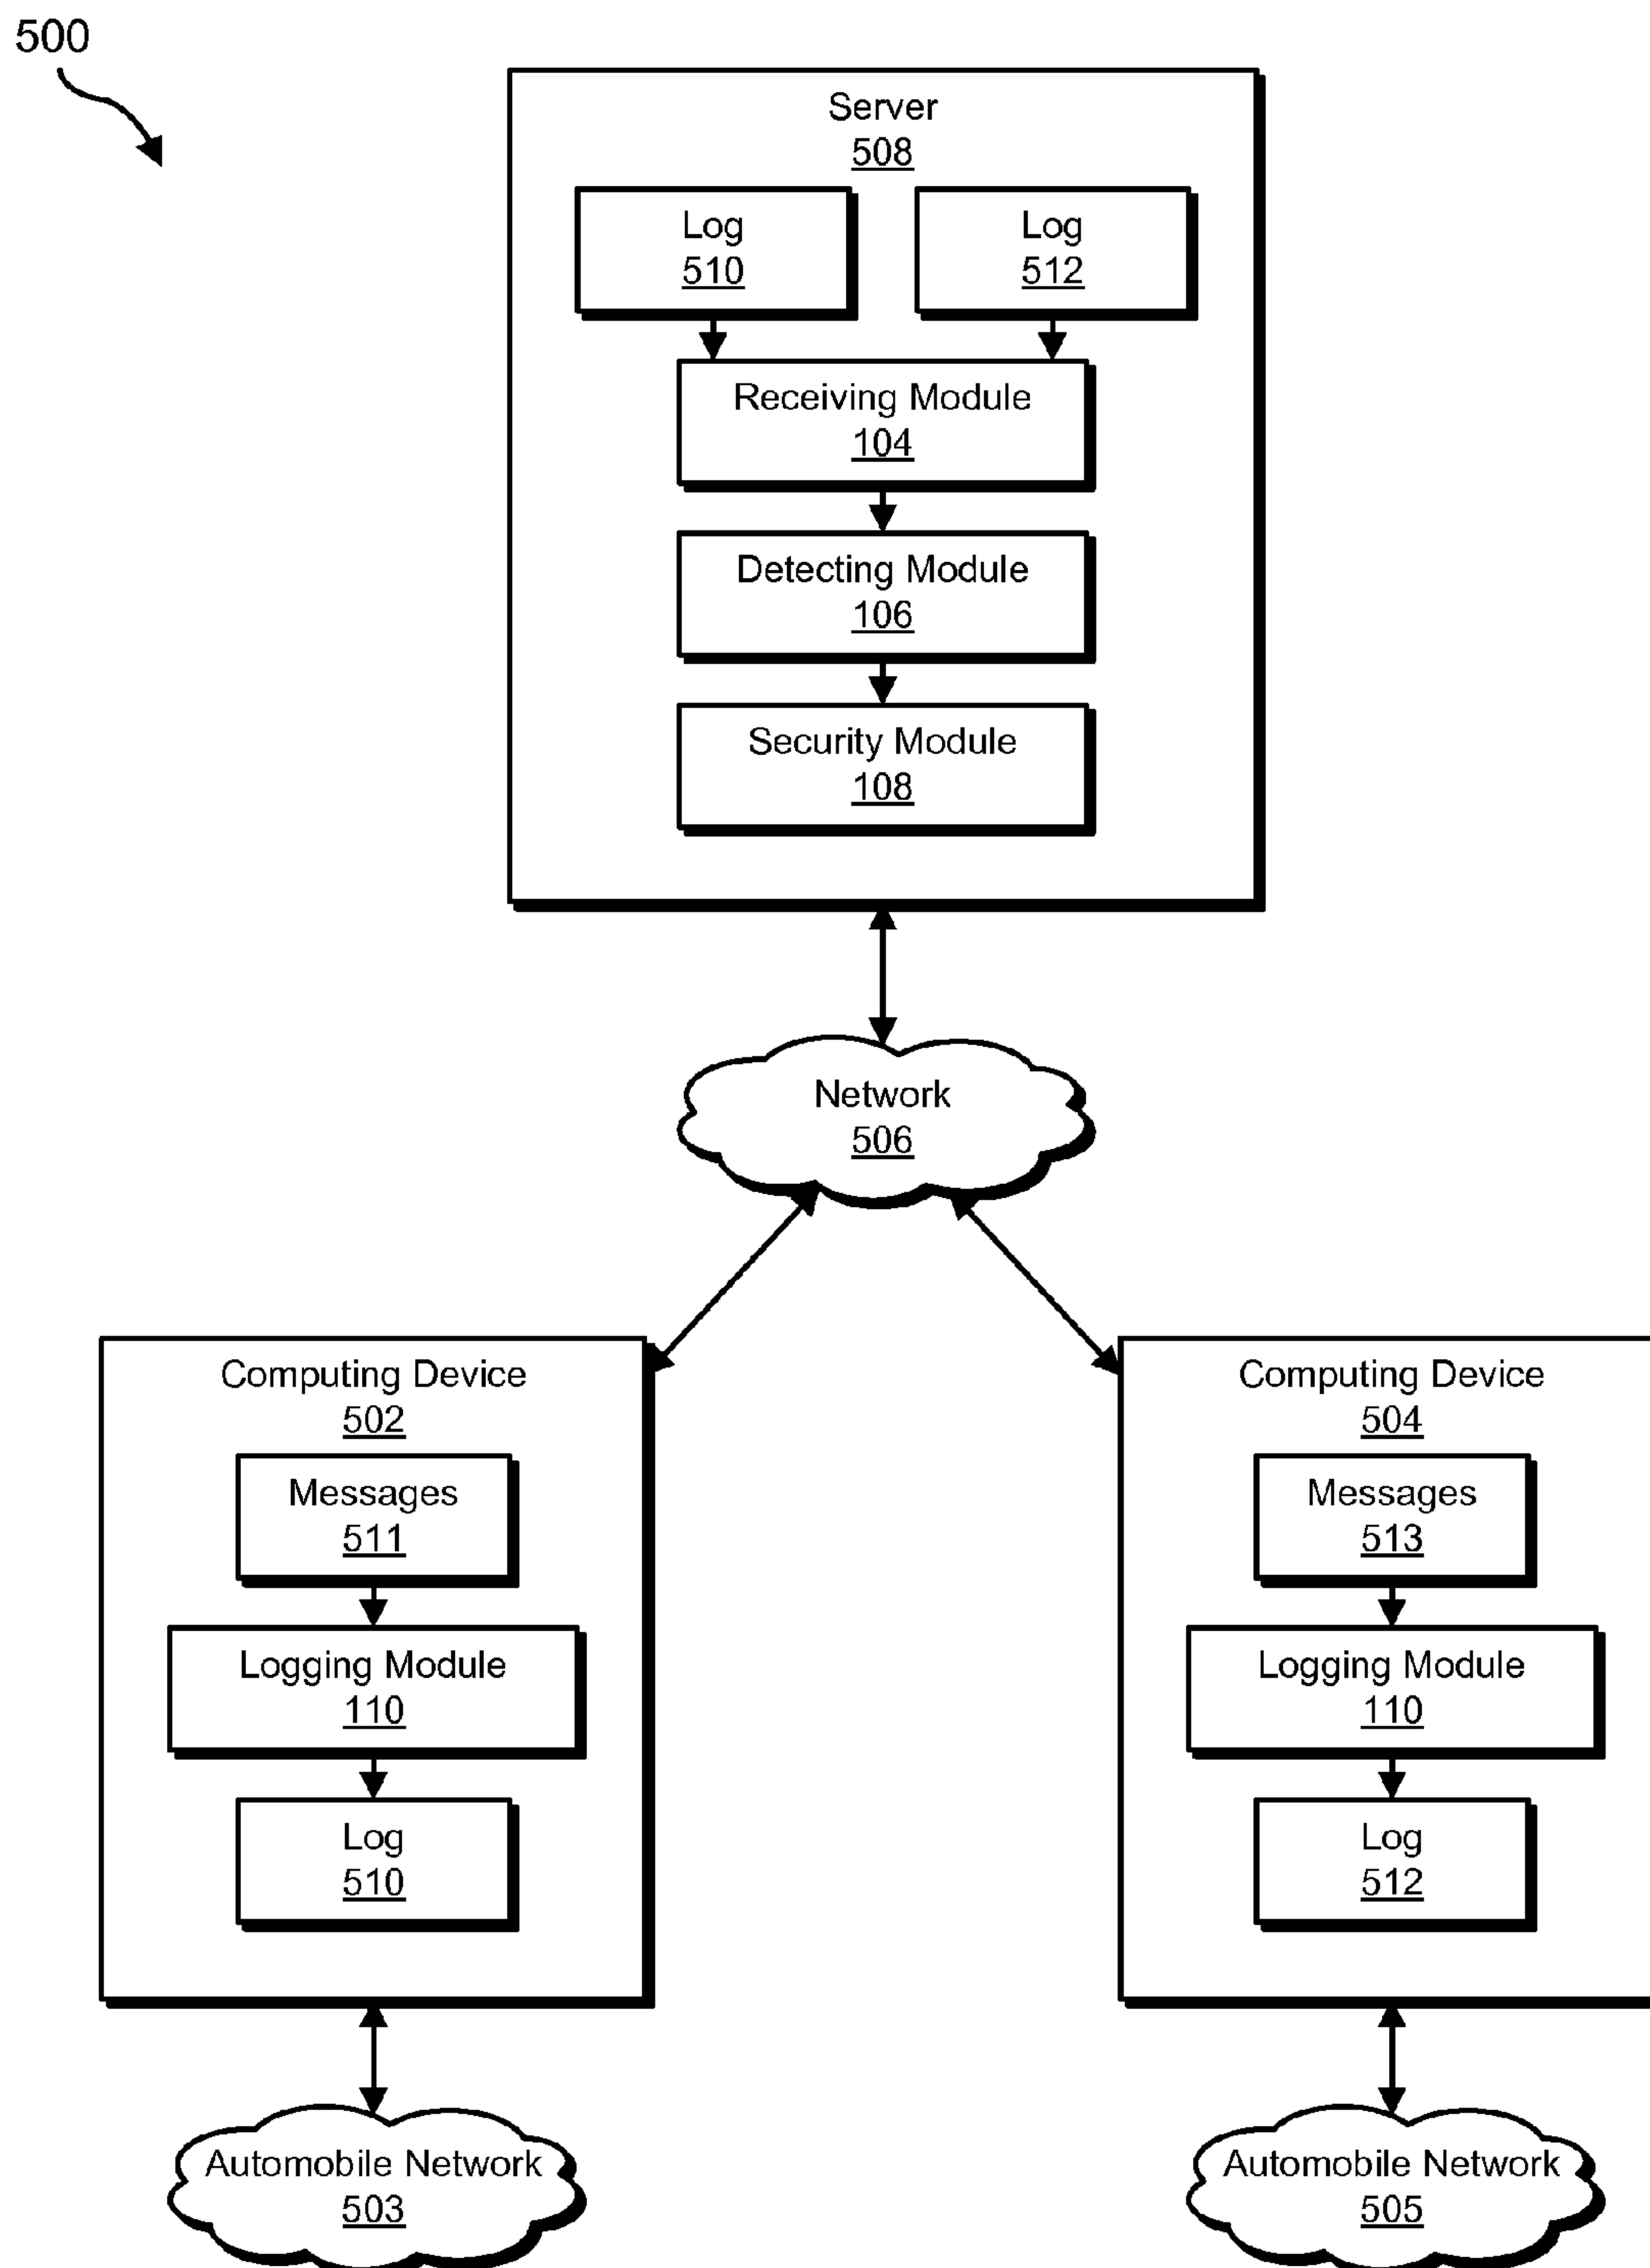 500
Server
508
Log
510
Log
512
Receiving Module
104
Detecting Module
106
Security Module
108
Network
506
Computing Device
502
Messages
511
Logging Module
110
Log
510
Computing Device
504
Messages
513
Logging Module
110
Log
512
Automobile Network
503
Automobile Network
505